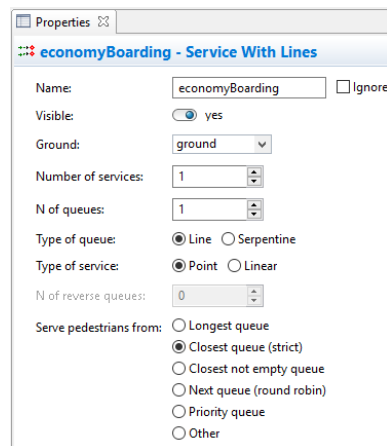 Properties
economyBoarding - Service With Lines
Name: economyBoarding Ignore
Visible: yes
Ground: ground
Number of services: 1
N of queues: 1
Type of queue: Line Serpentine
Type of service: Point Linear
N of reverse queues: 0
Serve pedestrians from: Longest queue
Closest queue (strict)
Closest not empty queue
Next queue (round robin)
Priority queue
Other